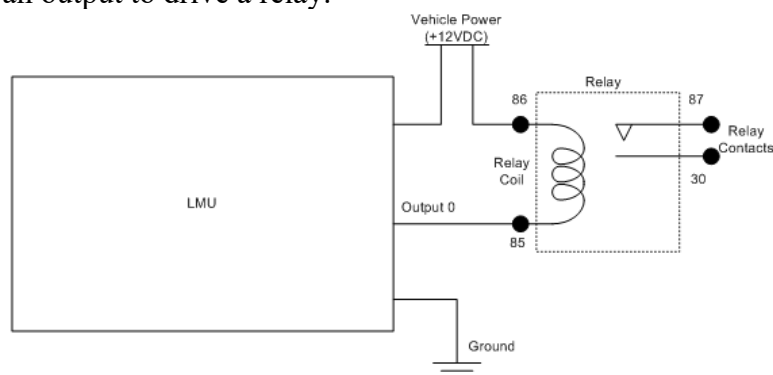 an output to drive a relay.
Vehicle Power
(+12VDC)
Relay
86
87
Relay
Contacts
Relay
Coil
30
LMU
Output 0
85
Ground